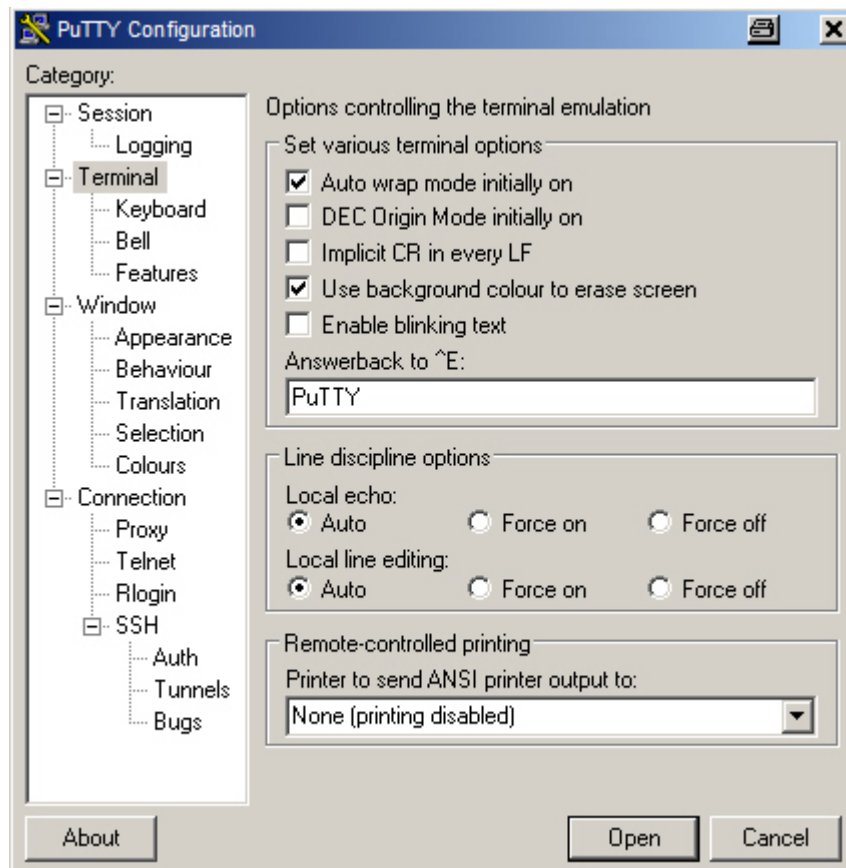 PuTTY Configuration
Category:
Session
Logging
Terminal
Keyboard
Bell
Features
Window
Appearance
Behaviour
Translation
Selection
Colours
Connection
Proxy
Telnet
Rlogin
SSH
Auth
Tunnels
Bugs
Options controlling the terminal emulation
Set various terminal options
Auto wrap mode initially on
DEC Origin Mode initially on
Implicit CR in every LF
Use background colour to erase screen
Enable blinking text
Answerback to ^E:
PuTTY
Line discipline options
Local echo:
Auto Force on Force off
Local line editing:
Auto Force on Force off
Remote-controlled printing
Printer to send ANSI printer output to:
None (printing disabled)
About Open Cancel